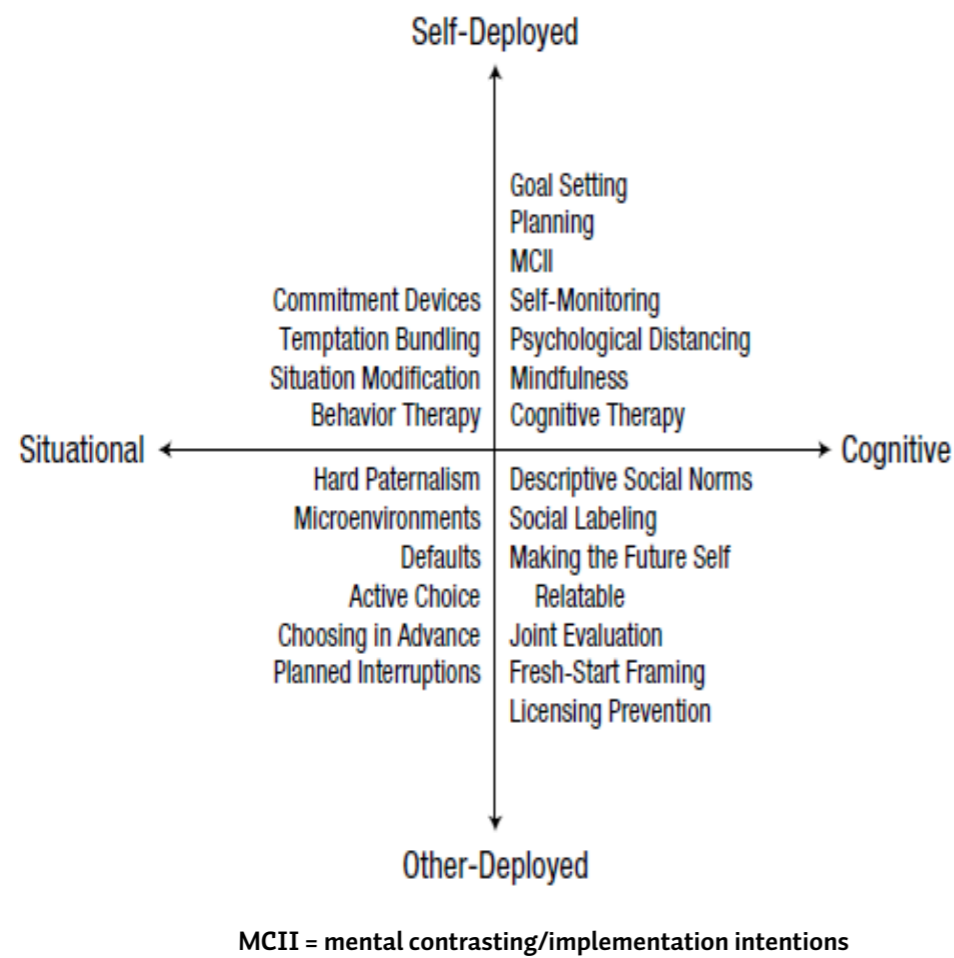 Self-Deployed
Goal Setting
Planning
MCII
Commitment Devices
Self-Monitoring
Temptation Bundling
Psychological Distancing
Situation Modification
Mindfulness
Behavior Therapy
Cognitive Therapy
Situational
Cognitive
Hard Paternalism
Descriptive Social Norms
Microenvironments
Social Labeling
Defaults
Making the Future Self
Active Choice
Relatable
Choosing in Advance
Joint Evaluation
Planned Interruptions
Fresh-Start Framing
Licensing Prevention
Other-Deployed
MCII = mental contrasting/implementation intentions